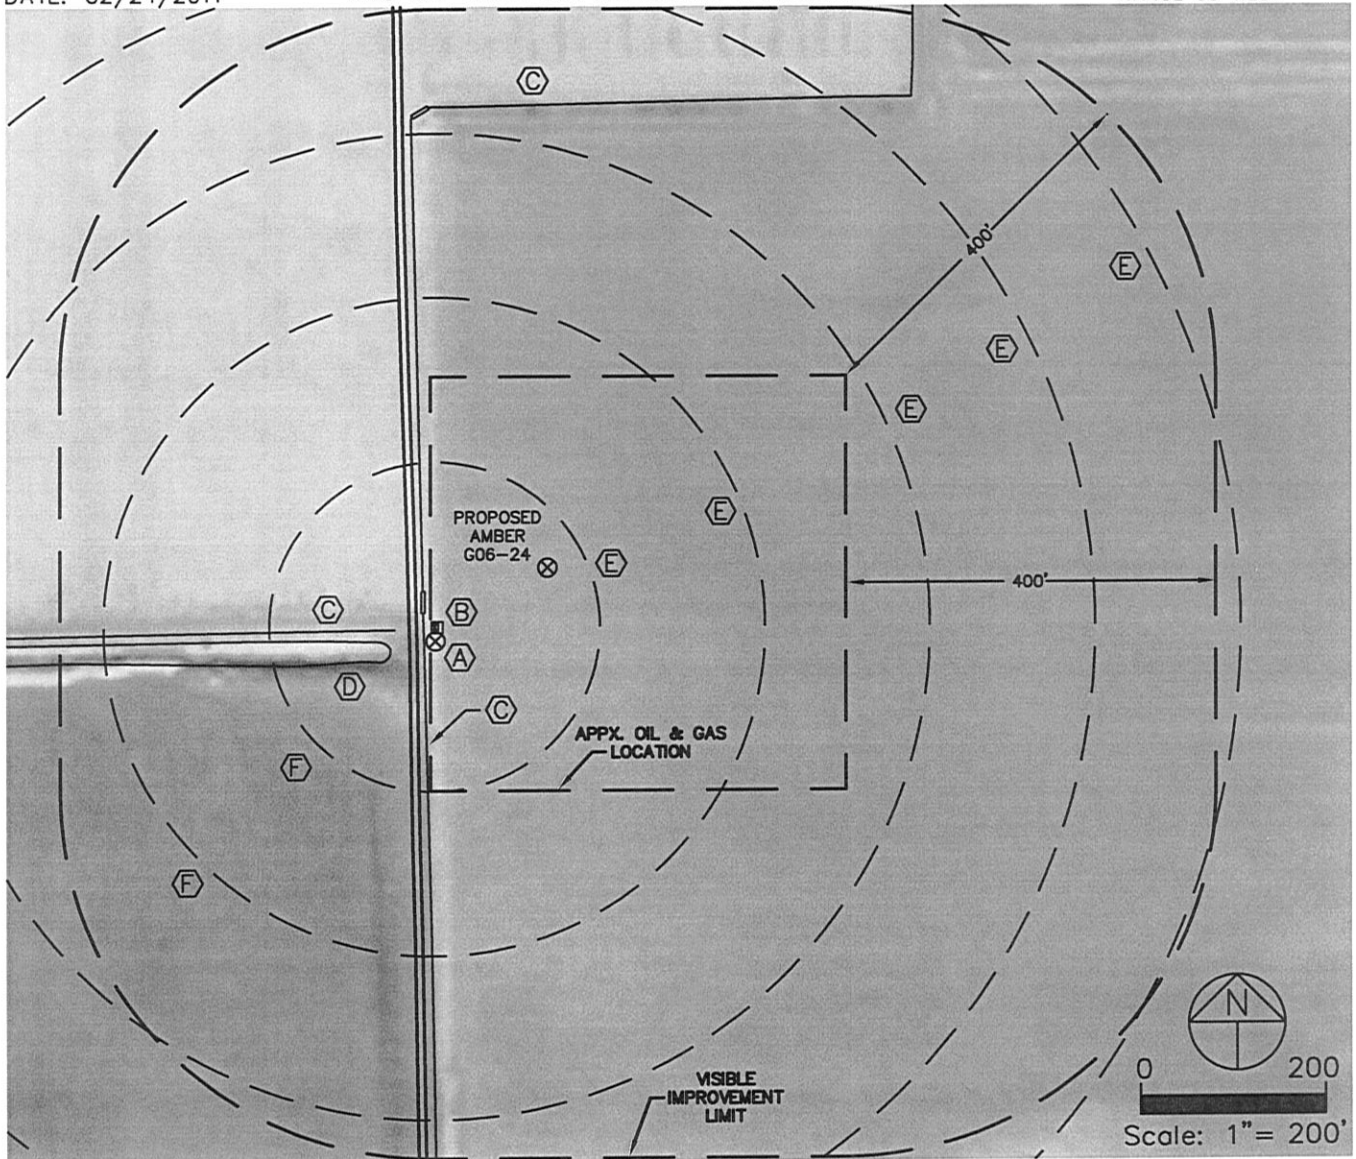 C
400'
E
E
E
E
PROPOSED
AMBER
G06-24
E
400'
C
B
A
D
C
APPX. OIL & GAS
LOCATION
F
F
N
0 200
VISIBLE
IMPROVEMENT
LIMIT
Scale: 1"= 200'